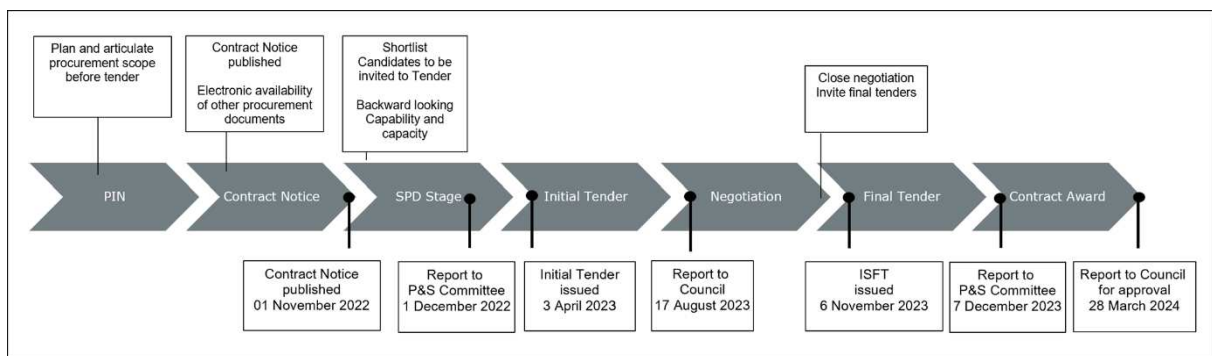 Plan and articulate
procurement scope
before tender
Contract Notice
published
Electronic availability
of other procurement
documents
Shortlist
Candidates to be
invited to Tender
Backward looking
Capability and
capacity
Close negotiation
Invite final tenders
PIN
Contract Notice
SPD Stage
Initial Tender
Negotiation
Final Tender
Contract Award
Contract Notice
published
01 November 2022
Report to
P&S Committee
1 December 2022
Initial Tender
issued
3 April 2023
Report to
Council
17 August 2023
ISFT
issued
6 November 2023
Report to
P&S Committee
7 December 2023
Report to Council
for approval
28 March 2024